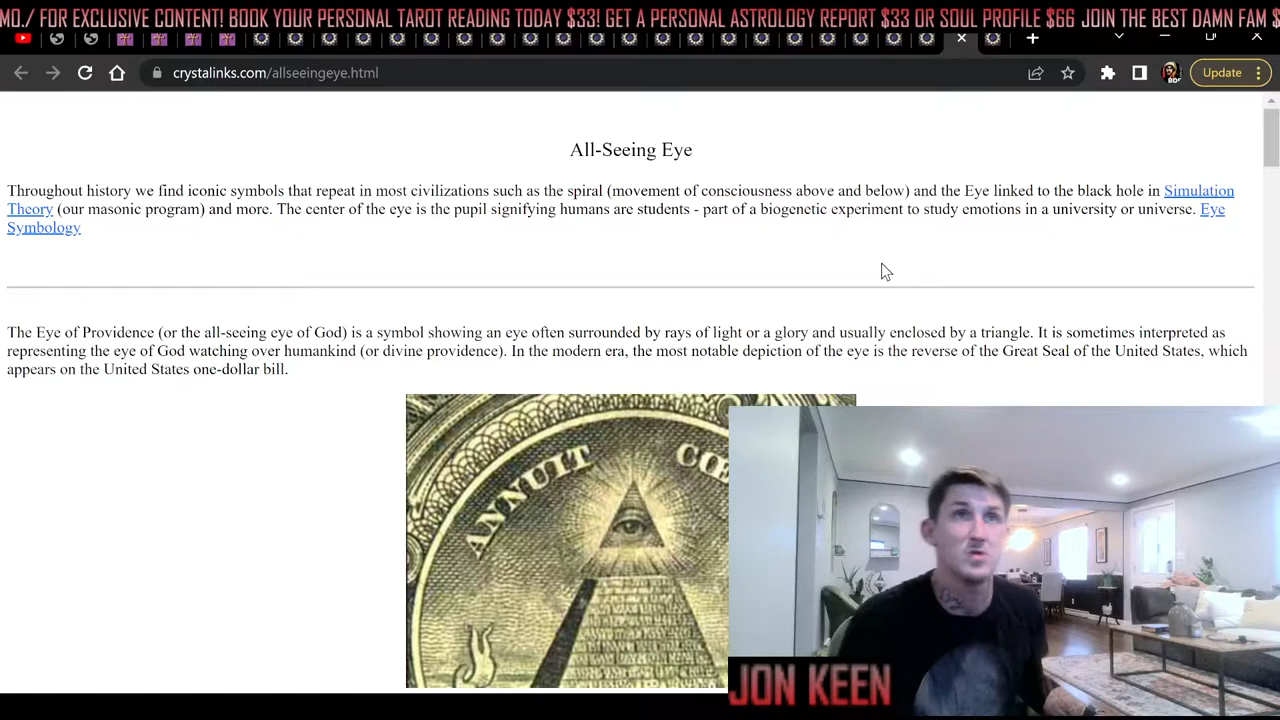 MO./ FOR EXCLUSIVE CONTENT! BOOK YOUR PERSONAL TAROT READING TODAY $33! GET A PERSONAL ASTROLOGY REPORT $33 OR SOUL PROFILE $66 JOIN THE BEST DAMN FAM $
crystalinks.com/allseeingeye.html
Update
All-Seeing Eye
Throughout history we find iconic symbols that repeat in most civilizations such as the spiral (movement of consciousness above and below) and the Eye linked to the black hole in Simulation
Theory (our masonic program) and more. The center of the eye is the pupil signifying humans are students - part of a biogenetic experiment to study emotions in a university or universe. Eye
Symbology
The Eye of Providence (or the all-seeing eye of God) is a symbol showing an eye often surrounded by rays of light or a glory and usually enclosed by a triangle. It is sometimes interpreted as
representing the eye of God watching over humankind (or divine providence). In the modern era, the most notable depiction of the eye is the reverse of the Great Seal of the United States, which
appears on the United States one-dollar bill.
ANNUIT CŒ
JON KEEN